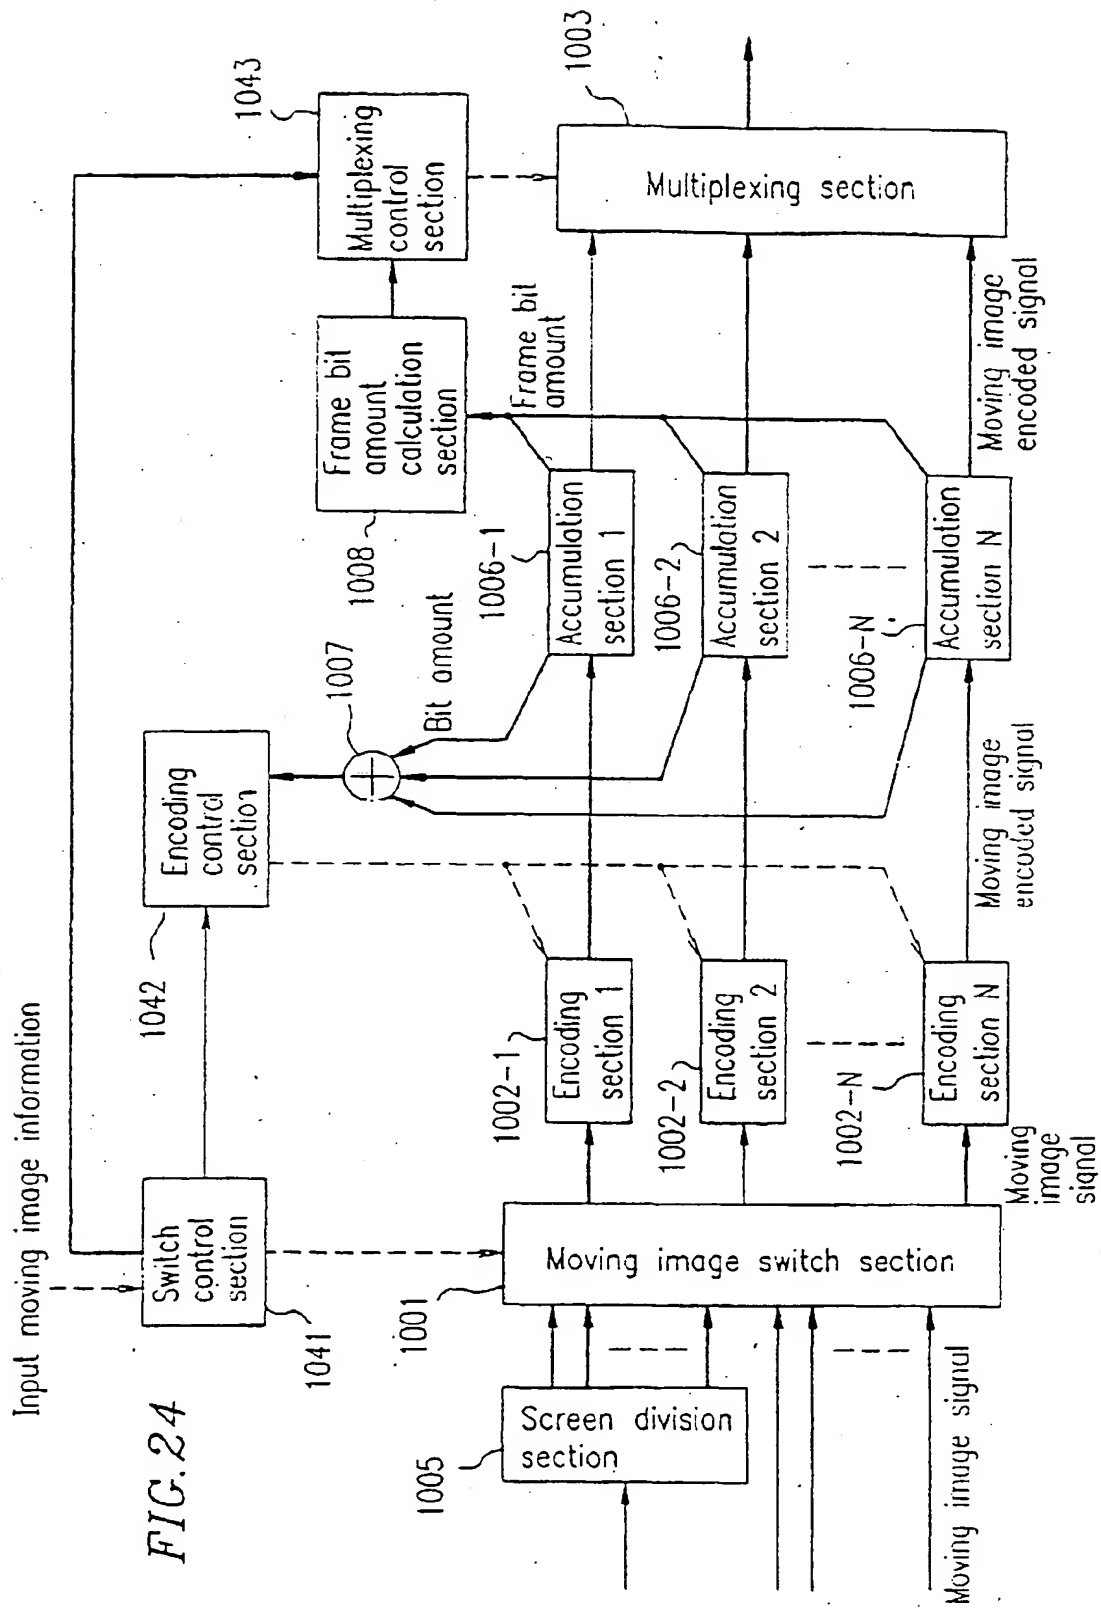 FIG.24
Input moving image information
Switch
control
section
1041
1042
Encoding
control
section
1043
Multiplexing
control
section
Frame bit
amount
calculation
section
1008
1007
Bit amount
Frame bit
amount
1005
Screen division
section
1001
Moving image switch section
1002-1
Encoding
section 1
1002-2
Encoding
section 2
1002-N
Encoding
section N
1006-1
Accumulation
section 1
1006-2
Accumulation
section 2
1006-N
Accumulation
section N
1003
Multiplexing section
Moving image signal
Moving
image
signal
Moving image
encoded signal
Moving image
encoded signal